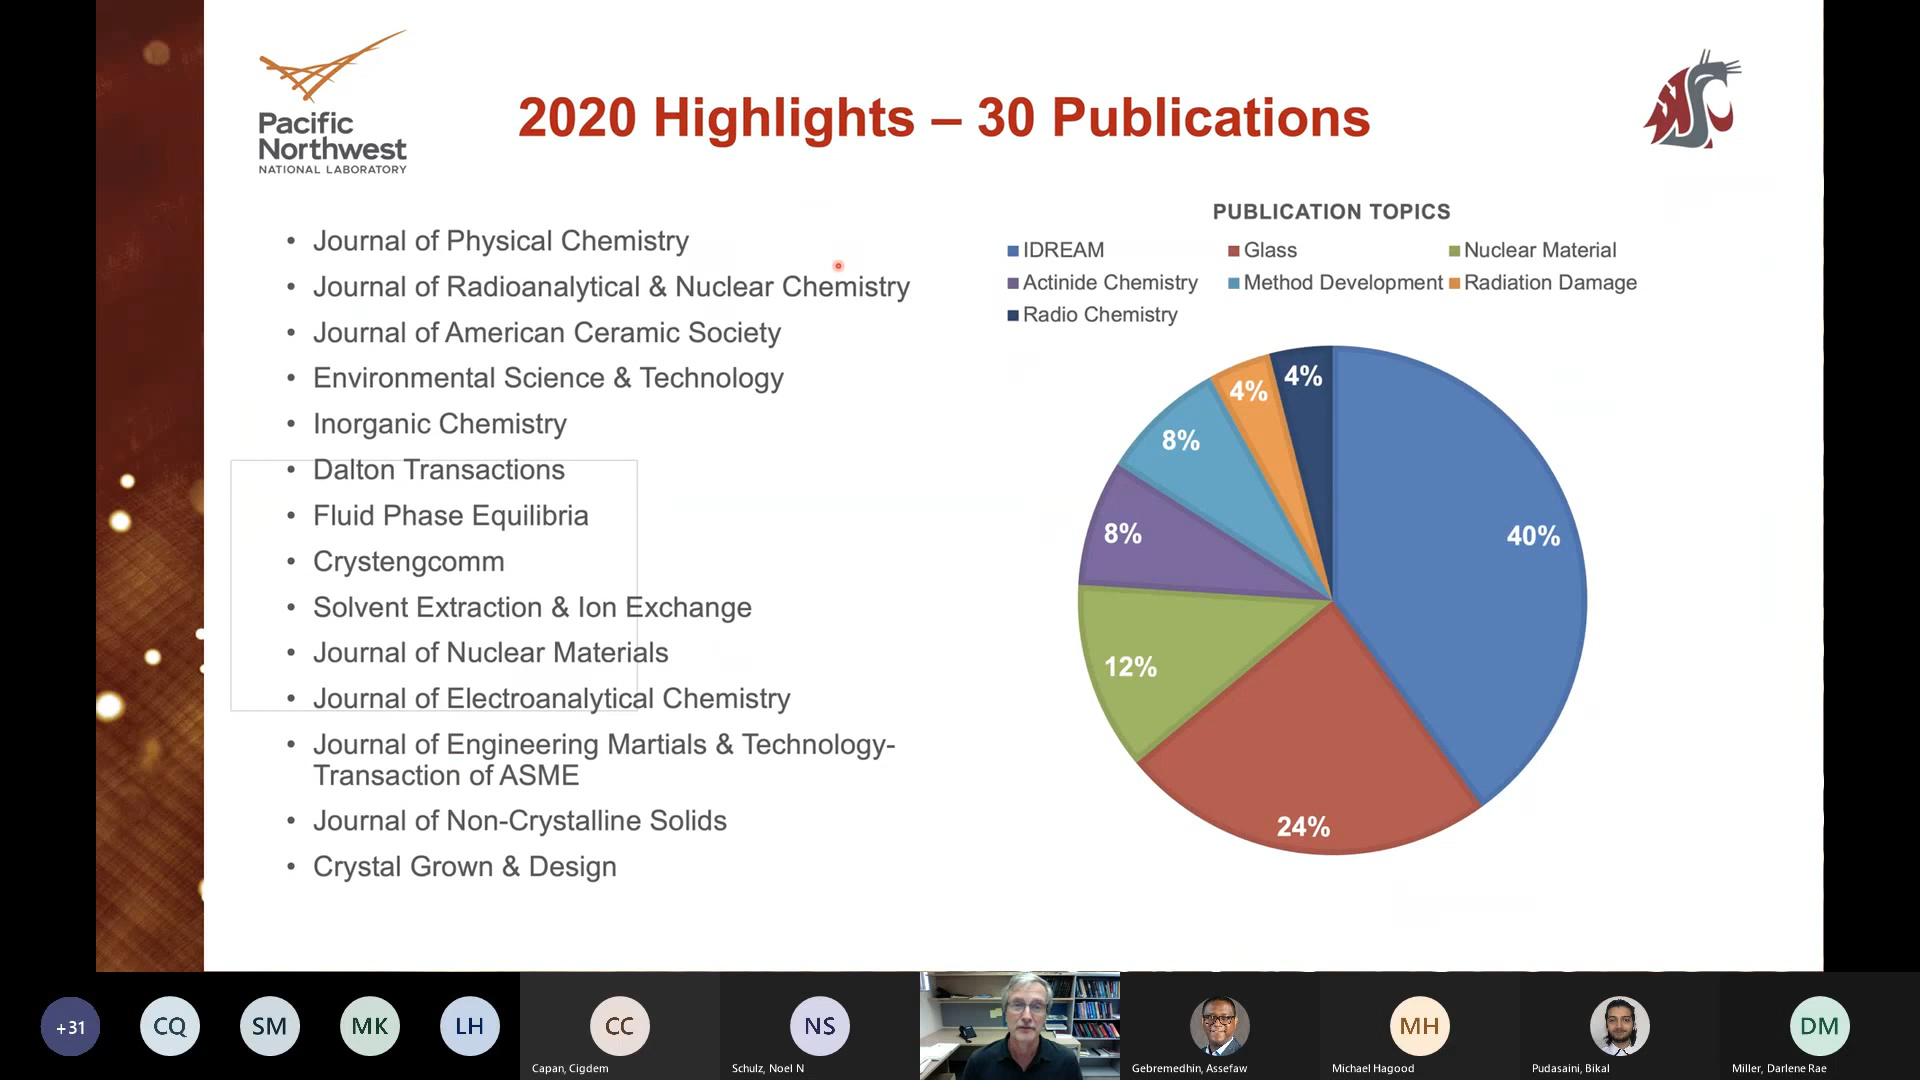 Pacific
Northwest
NATIONAL LABORATORY
2020 Highlights – 30 Publications
• Journal of Physical Chemistry
• Journal of Radioanalytical & Nuclear Chemistry
• Journal of American Ceramic Society
• Environmental Science & Technology
• Inorganic Chemistry
• Dalton Transactions
• Fluid Phase Equilibria
• Crystengcomm
• Solvent Extraction & Ion Exchange
• Journal of Nuclear Materials
• Journal of Electroanalytical Chemistry
• Journal of Engineering Martials & Technology-
Transaction of ASME
• Journal of Non-Crystalline Solids
• Crystal Grown & Design
PUBLICATION TOPICS
IDREAM Glass Nuclear Material
Actinide Chemistry Method Development Radiation Damage
Radio Chemistry
4% 4%
8%
8%
40%
12%
24%
+31 CQ SM MK LH CC NS MH DM
Capan, Cigdem Schulz, Noel N Gebremedhin, Assefaw Michael Hagood Pudasaini, Bikal Miller, Darlene Rae